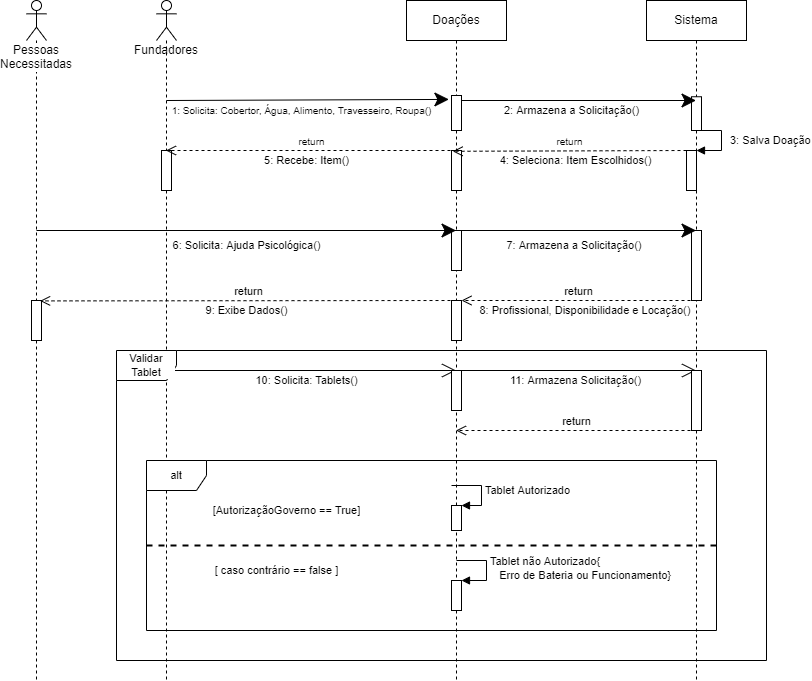 Doações
Sistema
Pessoas
Necessitadas
Fundadores
1: Solicita: Cobertor, Água, Alimento, Travesseiro, Roupa()
2: Armazena a Solicitação()
3: Salva Doação
return
return
5: Recebe: Item()
4: Seleciona: Item Escolhidos()
6: Solicita: Ajuda Psicológica()
7: Armazena a Solicitação()
return
return
9: Exibe Dados()
8: Profissional, Disponibilidade e Locação()
Validar
Tablet
10: Solicita: Tablets()
11: Armazena Solicitação()
return
alt
Tablet Autorizado
[AutorizaçãoGoverno == True]
Tablet não Autorizado{
Erro de Bateria ou Funcionamento}
[ caso contrário == false ]